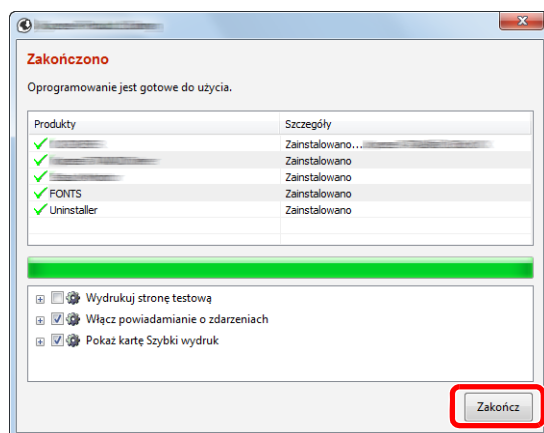 Zakończono
Oprogramowanie jest gotowe do użycia.
Produkty Szczegóły
Zainstalowano...
Zainstalowano
Zainstalowano
FONTS Zainstalowano
Uninstaller Zainstalowano
Wydrukuj stronę testową
Włącz powiadamianie o zdarzeniach
Pokaż kartę Szybki wydruk
Zakończ